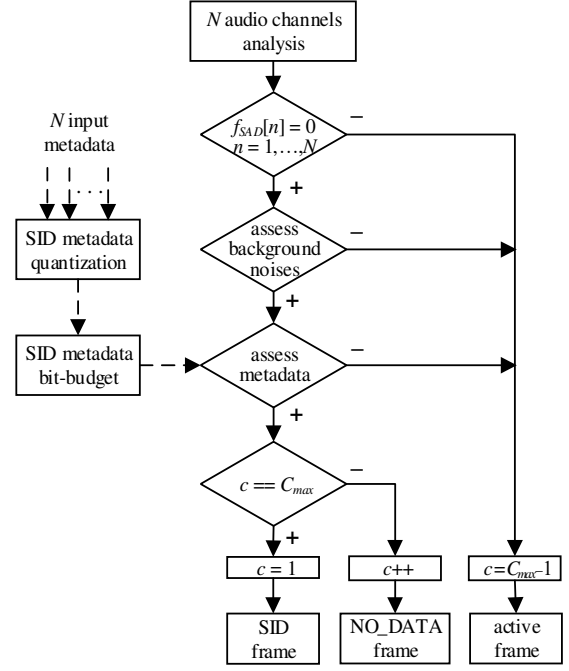 N audio channels
analysis
–
f_SAD[n] = 0
n = 1,…,N
+
N input
metadata
. . .
SID metadata
quantization
–
assess
background
noises
+
SID metadata
bit-budget
–
assess
metadata
+
–
c == C_max
+
c = 1
c++
c=C_max–1
SID
frame
NO_DATA
frame
active
frame